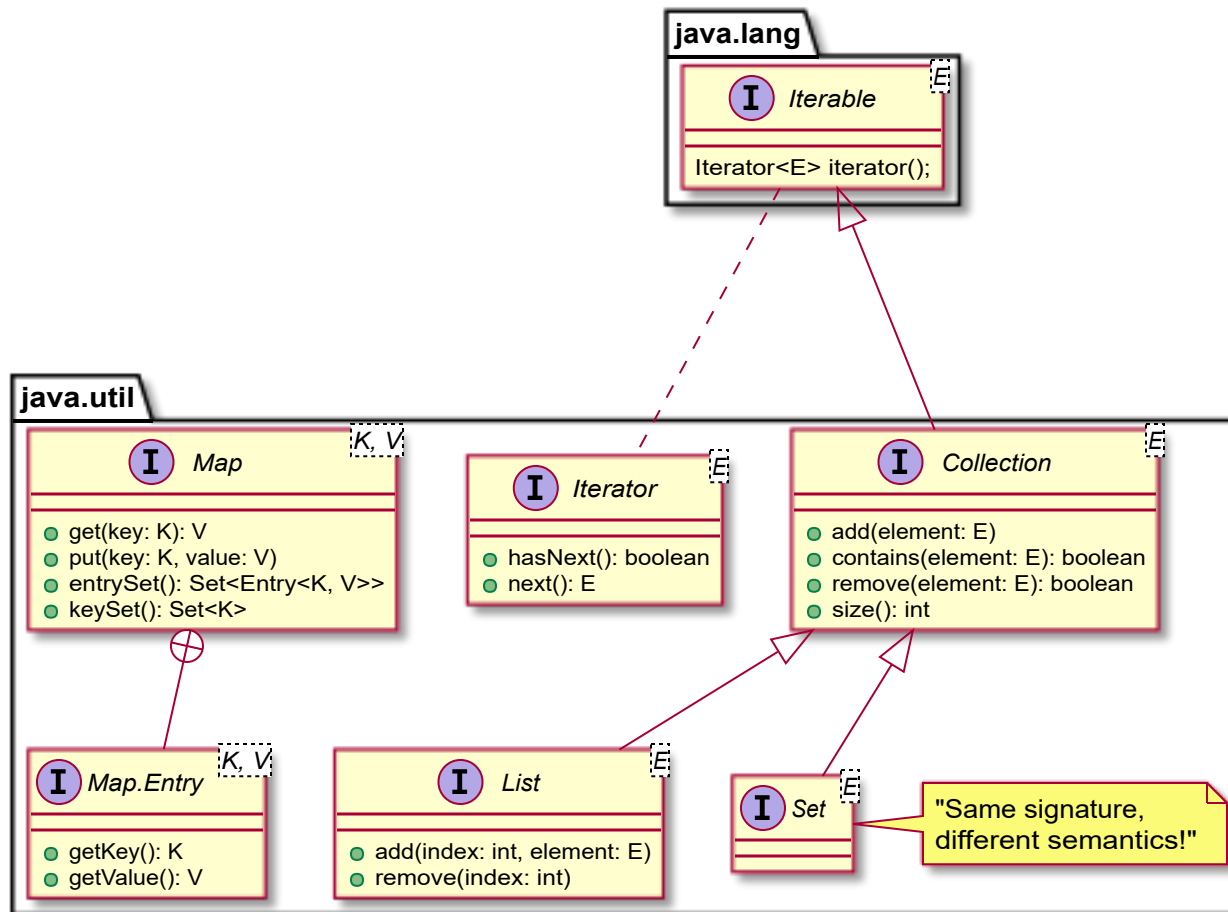 java.lang
E
I Iterable
Iterator<E> iterator();
java.util
K, V
I Map
get(key: K): V
put(key: K, value: V)
entrySet(): Set<Entry<K, V>>
keySet(): Set<K>
E
I Iterator
hasNext(): boolean
next(): E
E
I Collection
add(element: E)
contains(element: E): boolean
remove(element: E): boolean
size(): int
K, V
I Map.Entry
getKey(): K
getValue(): V
E
I List
add(index: int, element: E)
remove(index: int)
E
I Set
"Same signature,
different semantics!"